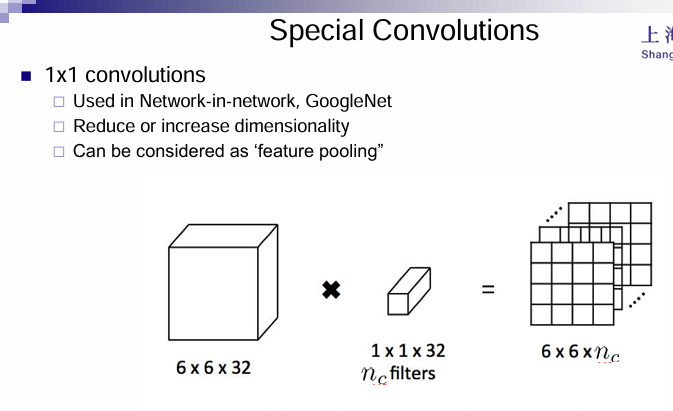 Special Convolutions
上海
Shang
1x1 convolutions
Used in Network-in-network, GoogleNet
Reduce or increase dimensionality
Can be considered as ‘feature pooling”
✖
=
6 x 6 x 32
1 x 1 x 32
n_c filters
6 x 6 x n_c